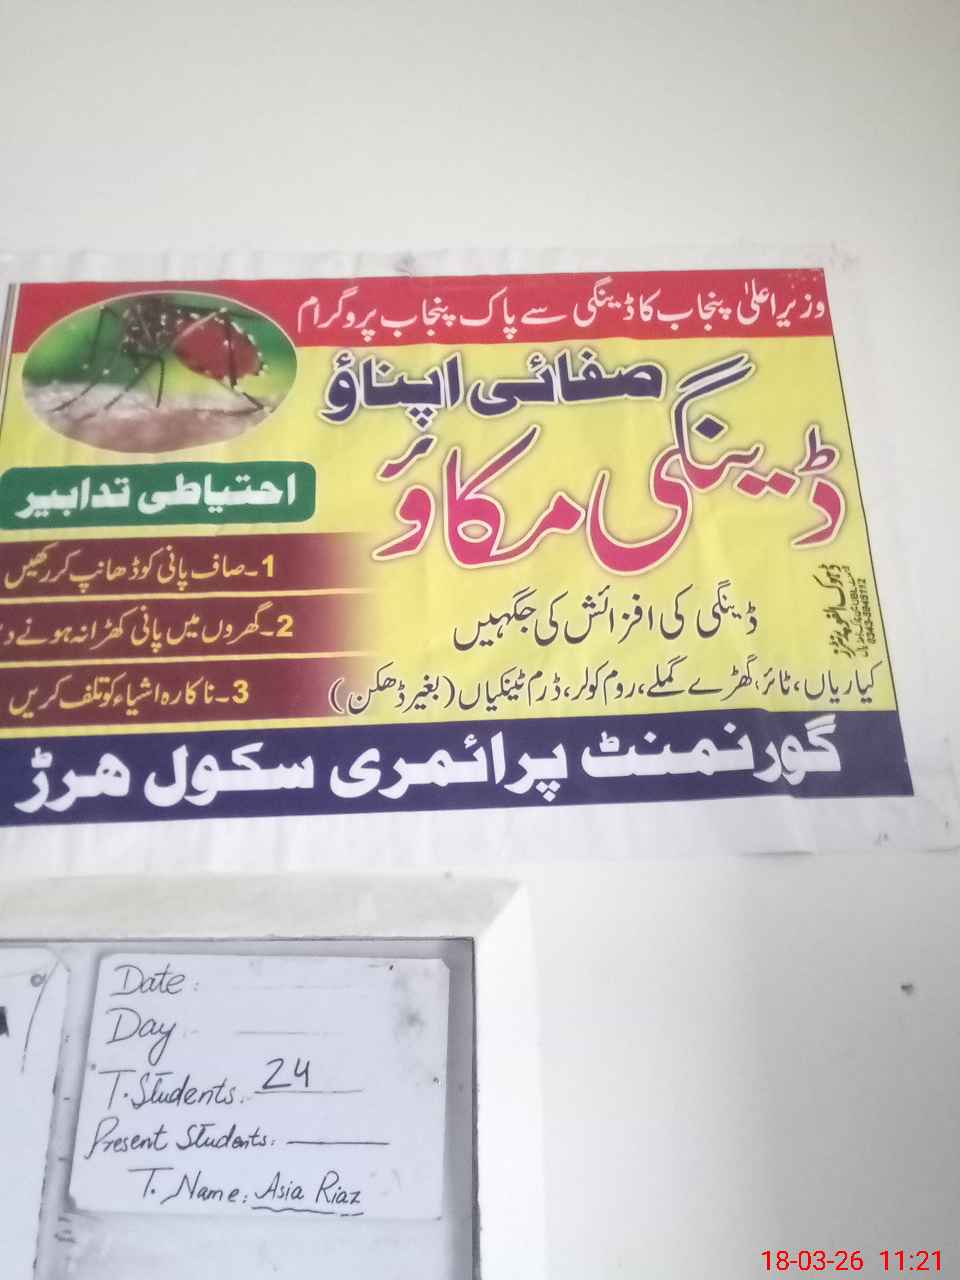 وزیراعلیٰ پنجاب کا ڈینگی سے پاک پنجاب پروگرام
صفائی اپناؤ
ڈینگی مکاؤ
احتیاطی تدابیر
1۔صاف پانی کو ڈھانپ کر رکھیں
2۔گھروں میں پانی کھڑا نہ ہونے
3۔ناکارہ اشیاء کو تلف کریں
ڈینگی کی افزائش کی جگہیں
کیاریاں، ٹائر، گھڑے گملے، روم کولر، ڈرم ٹینکیاں (بغیر ڈھکن)
گورنمنٹ پرائمری سکول ھرڑ
Date:
Day
T. Students. 24
Present Students:
T. Name: Asia Riaz
18-03-26 11:21